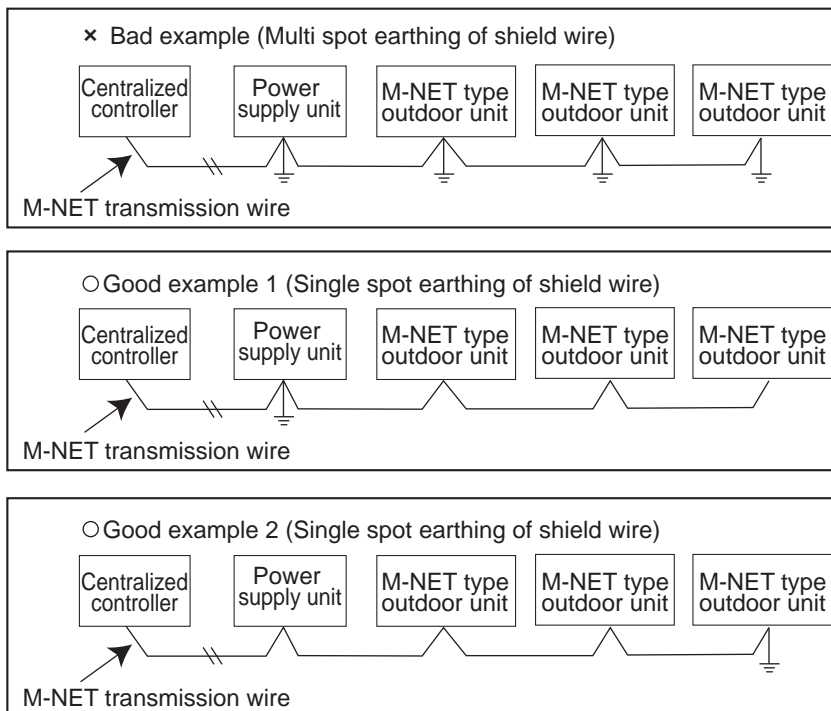 × Bad example (Multi spot earthing of shield wire)
Centralized controller
Power supply unit
M-NET type outdoor unit
M-NET type outdoor unit
M-NET type outdoor unit
M-NET transmission wire
○ Good example 1 (Single spot earthing of shield wire)
Centralized controller
Power supply unit
M-NET type outdoor unit
M-NET type outdoor unit
M-NET type outdoor unit
M-NET transmission wire
○ Good example 2 (Single spot earthing of shield wire)
Centralized controller
Power supply unit
M-NET type outdoor unit
M-NET type outdoor unit
M-NET type outdoor unit
M-NET transmission wire